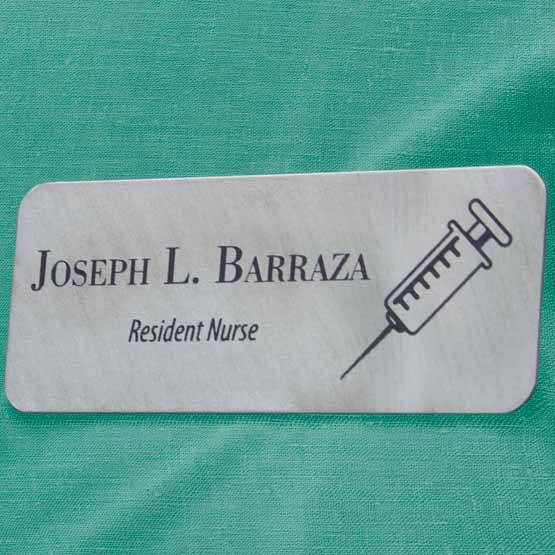 Joseph L. Barraza
Resident Nurse